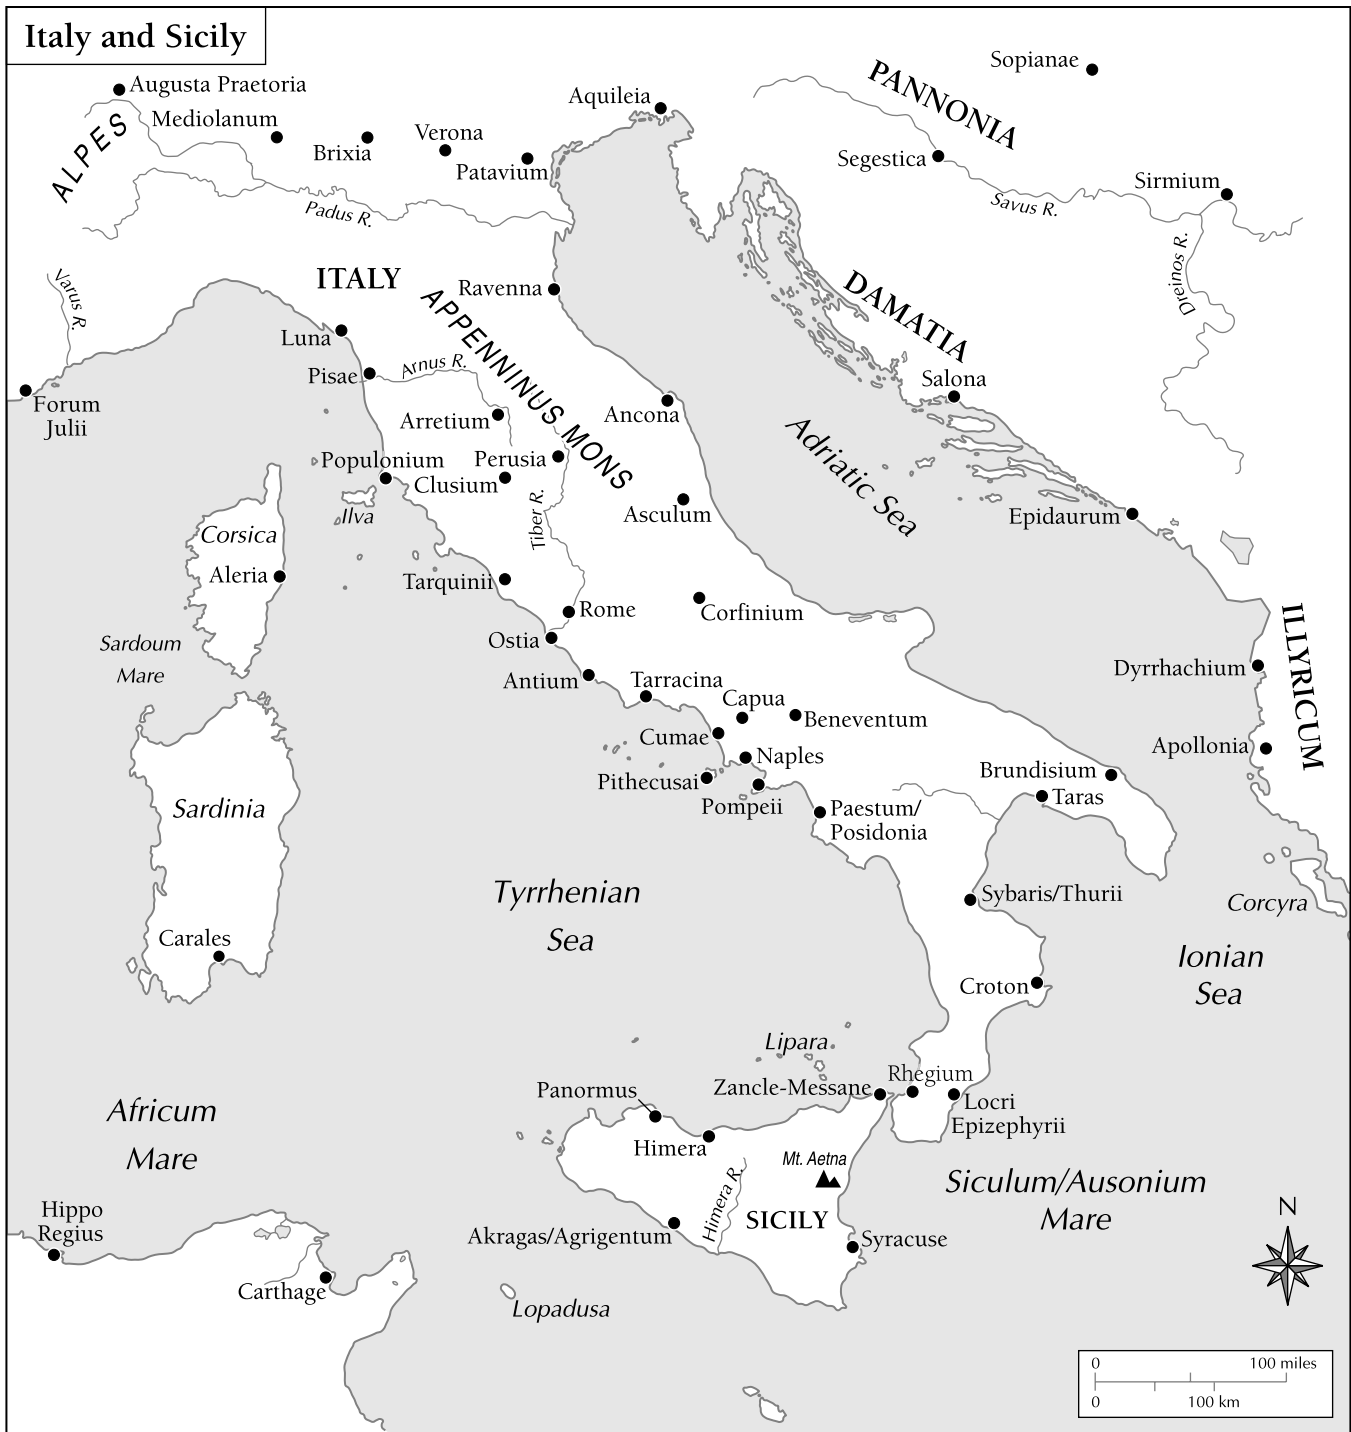 Italy and Sicily
Sopianae
PANNONIA
Augusta Praetoria
Aquileia
Mediolanum
ALPES
Verona
Brixia
Patavium
Segestica
Sirmium
Padus R.
Savus R.
Dreinos R.
Varus R.
ITALY
Ravenna
APPENNINUS MONS
DAMATIA
Luna
Pisae
Arnus R.
Salona
Forum
Julii
Arretium
Ancona
Adriatic Sea
Populonium
Perusia
Clusium
Ilva
Tiber R.
Asculum
Epidaurum
Corsica
Aleria
Tarquinii
Rome
Corfinium
ILLYRICUM
Sardoum
Mare
Ostia
Antium
Tarracina
Dyrrhachium
Capua
Beneventum
Cumae
Apollonia
Naples
Pithecusai
Pompeii
Brundisium
Taras
Sardinia
Paestum/
Posidonia
Tyrrhenian
Sea
Sybaris/Thurii
Corcyra
Carales
Ionian
Sea
Croton
Lipara
Rhegium
Zancle-Messane
Panormus
Locri
Epizephyrii
Africum
Mare
Himera
Mt. Aetna
Himera R.
Siculum/Ausonium
Mare
Hippo
Regius
SICILY
Akragas/Agrigentum
Syracuse
N
Carthage
Lopadusa
0 100 miles
0 100 km